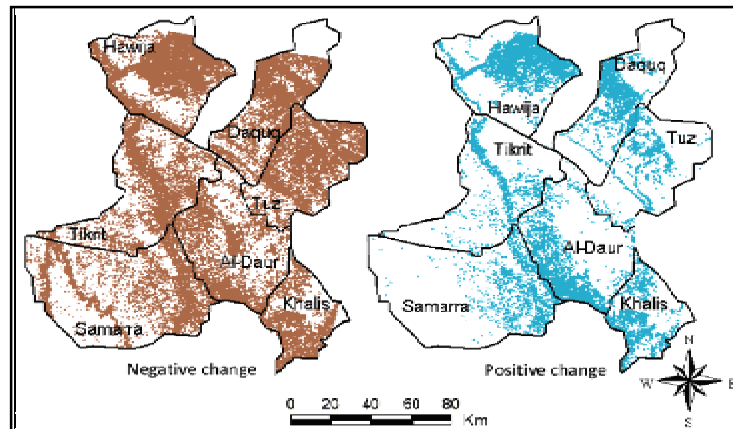 Hawija
Daquq
Tuz
Tikrit
Al-Daur
Khalis
Samarra
Negative change
Daquq
Hawija
Tuz
Tikrit
Al-Daur
Samarra
Khalis
Positive change
N
W E
S
0 20 40 60 80
Km